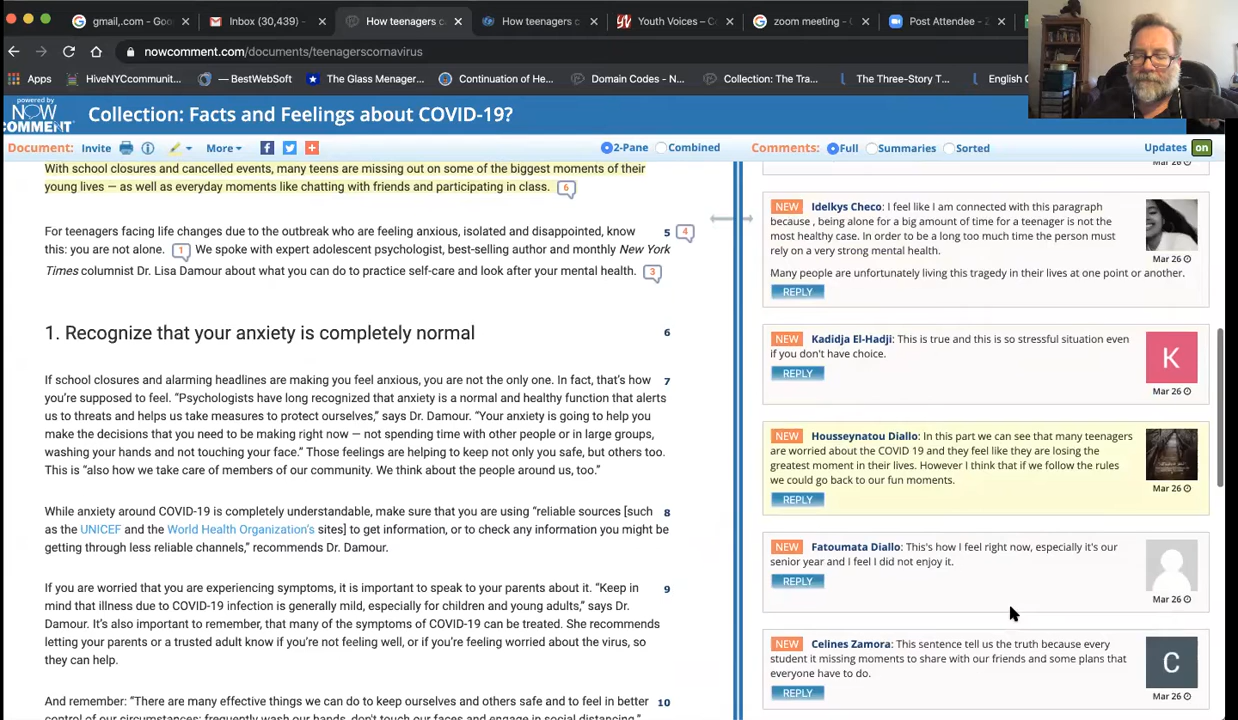 gmail,.com - Goo
Inbox (30,439) -
How teenagers c
How teenagers c
Youth Voices – Co
zoom meeting - G
Post Attendee - Z
nowcomment.com/documents/teenagerscornavirus
Apps
HiveNYCcommunit...
— BestWebSoft
The Glass Menager...
Continuation of He...
Domain Codes - N...
Collection: The Tra...
The Three-Story T...
English
powered by
NOW
COMMENT
Collection: Facts and Feelings about COVID-19?
Document: Invite More 2-Pane Combined
Comments: Full Summaries Sorted Updates on
With school closures and cancelled events, many teens are missing out on some of the biggest moments of their
young lives — as well as everyday moments like chatting with friends and participating in class. 6
For teenagers facing life changes due to the outbreak who are feeling anxious, isolated and disappointed, know 5 4
this: you are not alone. 1 We spoke with expert adolescent psychologist, best-selling author and monthly New York
Times columnist Dr. Lisa Damour about what you can do to practice self-care and look after your mental health. 3
1. Recognize that your anxiety is completely normal 6
If school closures and alarming headlines are making you feel anxious, you are not the only one. In fact, that's how 7
you're supposed to feel. “Psychologists have long recognized that anxiety is a normal and healthy function that alerts
us to threats and helps us take measures to protect ourselves,” says Dr. Damour. “Your anxiety is going to help you
make the decisions that you need to be making right now — not spending time with other people or in large groups,
washing your hands and not touching your face.” Those feelings are helping to keep not only you safe, but others too.
This is “also how we take care of members of our community. We think about the people around us, too.”
While anxiety around COVID-19 is completely understandable, make sure that you are using “reliable sources [such 8
as the UNICEF and the World Health Organization's sites] to get information, or to check any information you might be
getting through less reliable channels,” recommends Dr. Damour.
If you are worried that you are experiencing symptoms, it is important to speak to your parents about it. “Keep in 9
mind that illness due to COVID-19 infection is generally mild, especially for children and young adults,” says Dr.
Damour. It's also important to remember, that many of the symptoms of COVID-19 can be treated. She recommends
letting your parents or a trusted adult know if you're not feeling well, or if you're feeling worried about the virus, so
they can help.
And remember: “There are many effective things we can do to keep ourselves and others safe and to feel in better 10
control of our circumstances: frequently wash our hands, don't touch our faces and engage in social distancing.”
Mar 26
NEW Idelkys Checo: I feel like I am connected with this paragraph
because , being alone for a big amount of time for a teenager is not the
most healthy case. In order to be a long too much time the person must
rely on a very strong mental health.
Mar 26
Many people are unfortunately living this tragedy in their lives at one point or another.
REPLY
NEW Kadidja El-Hadji: This is true and this is so stressful situation even
if you don't have choice.
K
REPLY
NEW Housseynatou Diallo: In this part we can see that many teenagers
are worried about the COVID 19 and they feel like they are losing the
greatest moment in their lives. However I think that if we follow the rules
we could go back to our fun moments.
Mar 26
REPLY
NEW Fatoumata Diallo: This's how I feel right now, especially it's our
senior year and I feel I did not enjoy it.
REPLY
Mar 26
NEW Celines Zamora: This sentence tell us the truth because every
student it missing moments to share with our friends and some plans that
everyone have to do.
C
REPLY
Mar 26